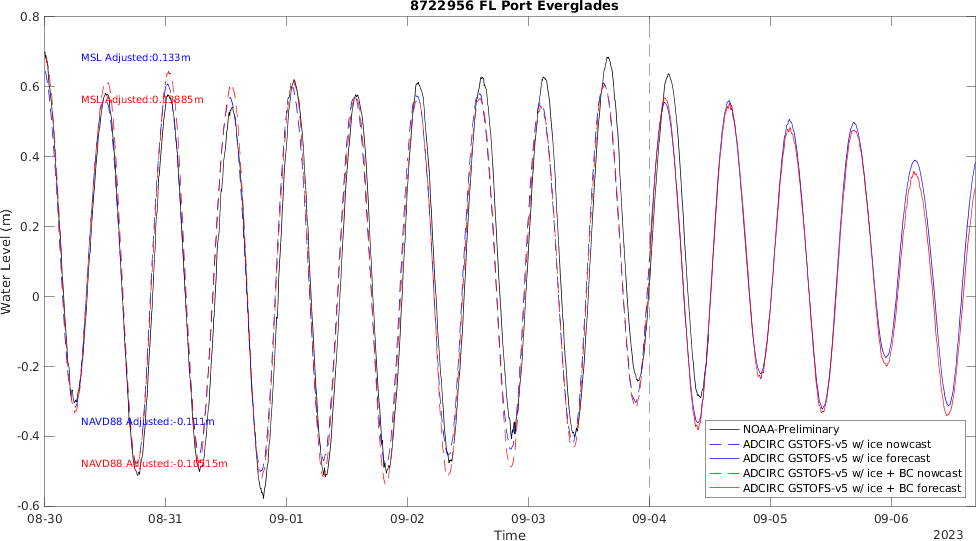 8722956 FL Port Everglades
0.8
0.6
0.4
0.2
0
-0.2
-0.4
-0.6
Water Level (m)
MSL Adjusted:0.133m
MSL Adjusted:0.13885m
NAVD88 Adjusted:-0.111m
NAVD88 Adjusted:-0.10515m
NOAA-Preliminary
ADCIRC GSTOFS-v5 w/ ice nowcast
ADCIRC GSTOFS-v5 w/ ice forecast
ADCIRC GSTOFS-v5 w/ ice + BC nowcast
ADCIRC GSTOFS-v5 w/ ice + BC forecast
08-30 08-31 09-01 09-02 09-03 09-04 09-05 09-06
Time
2023